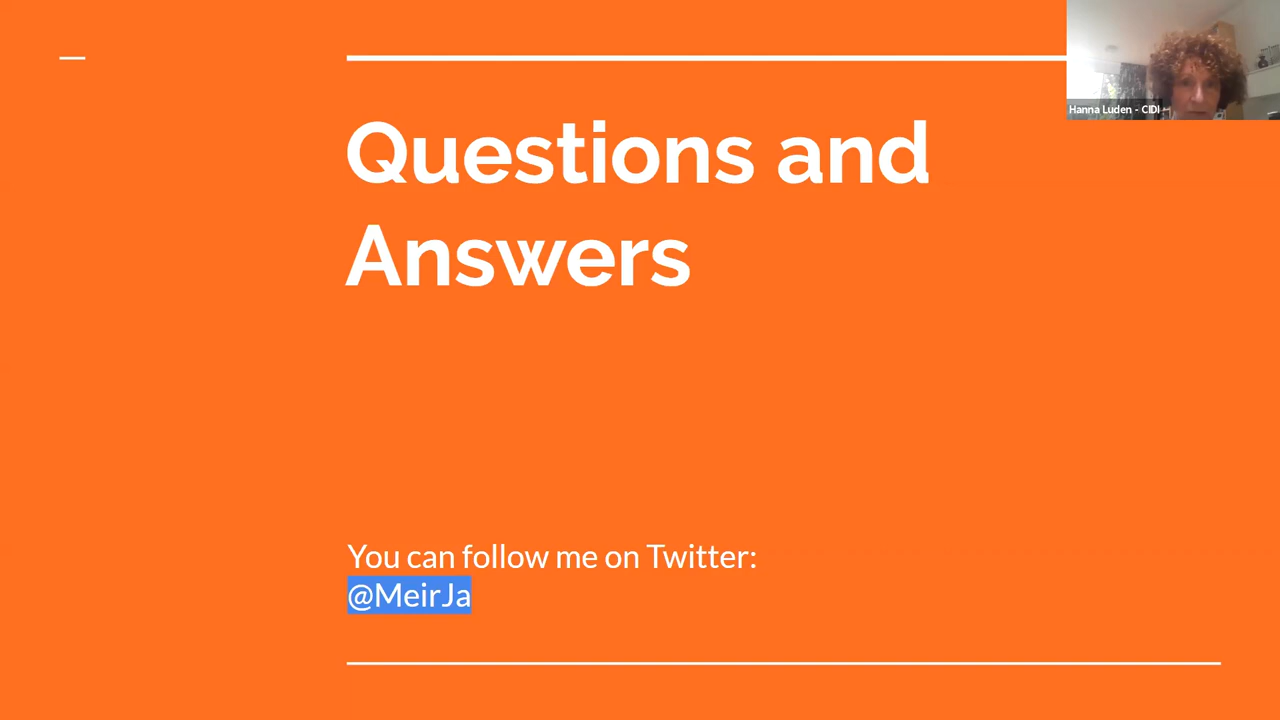 Hanna Luden - CIDI
Questions and
Answers
You can follow me on Twitter:
@MeirJa